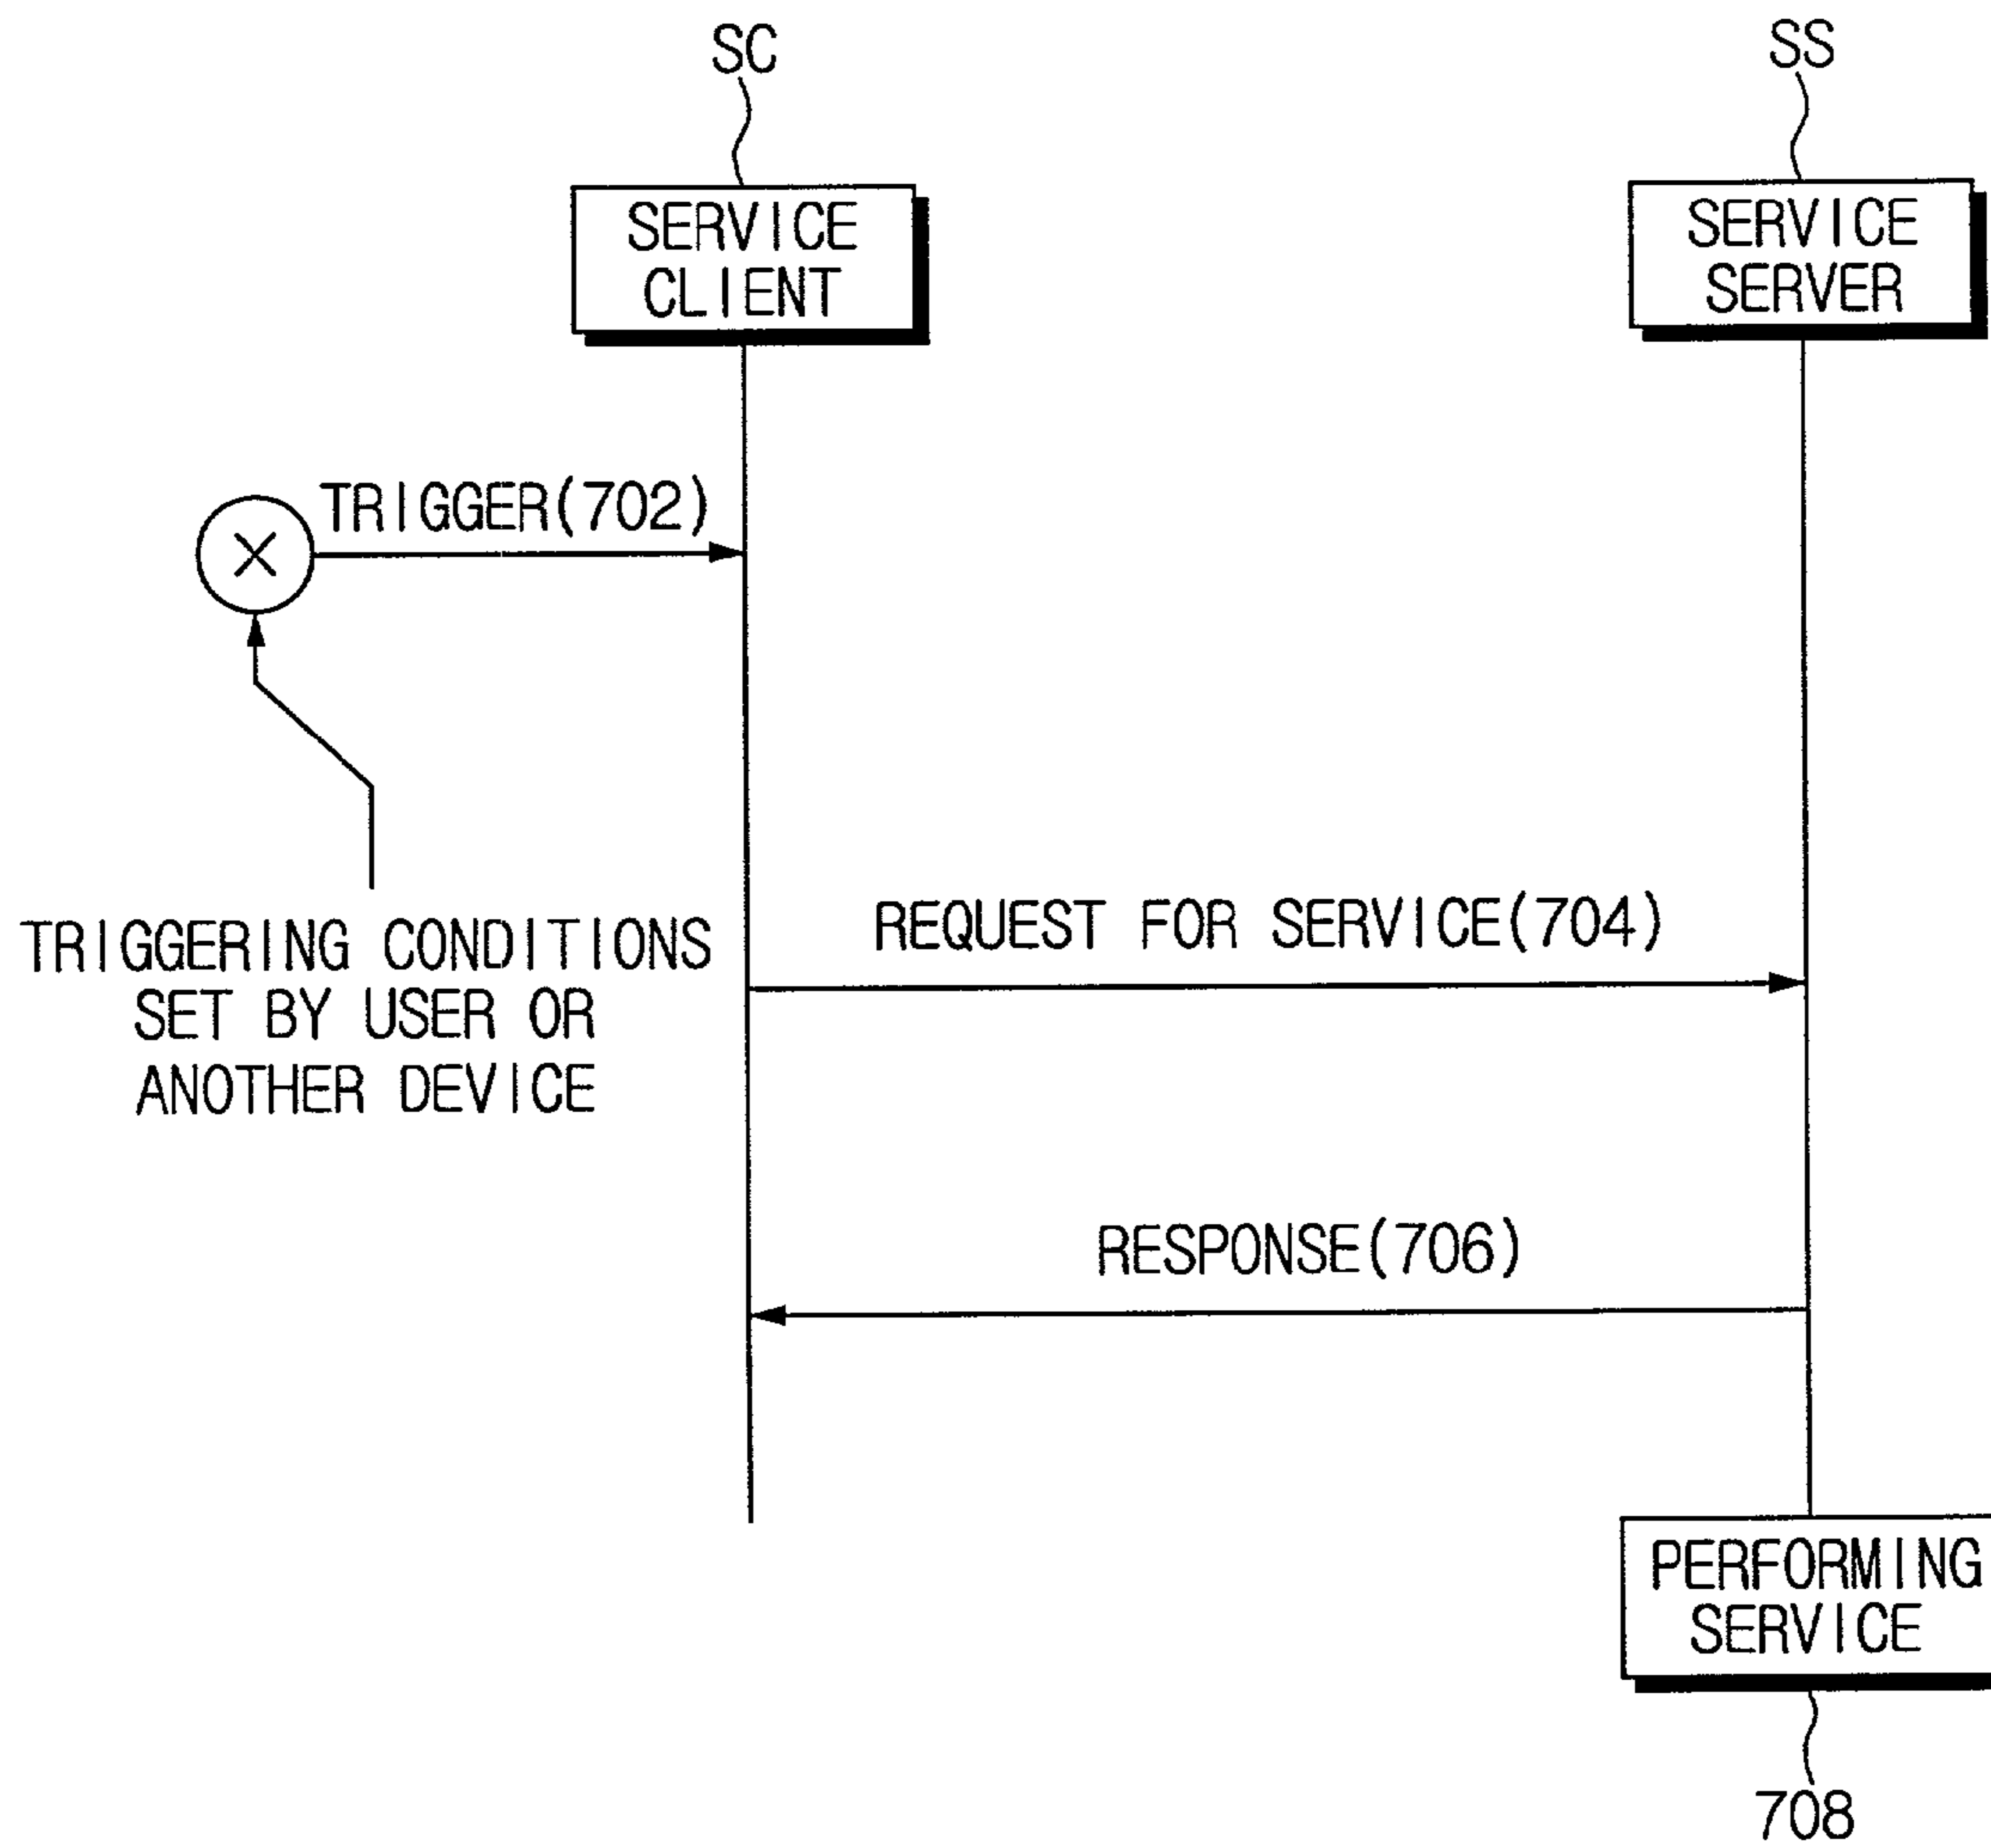 SC
SS
SERVICE
CLIENT
SERVICE
SERVER
TRIGGER(702)
TRIGGERING CONDITIONS
SET BY USER OR
ANOTHER DEVICE
REQUEST FOR SERVICE(704)
RESPONSE(706)
PERFORMING
SERVICE
708